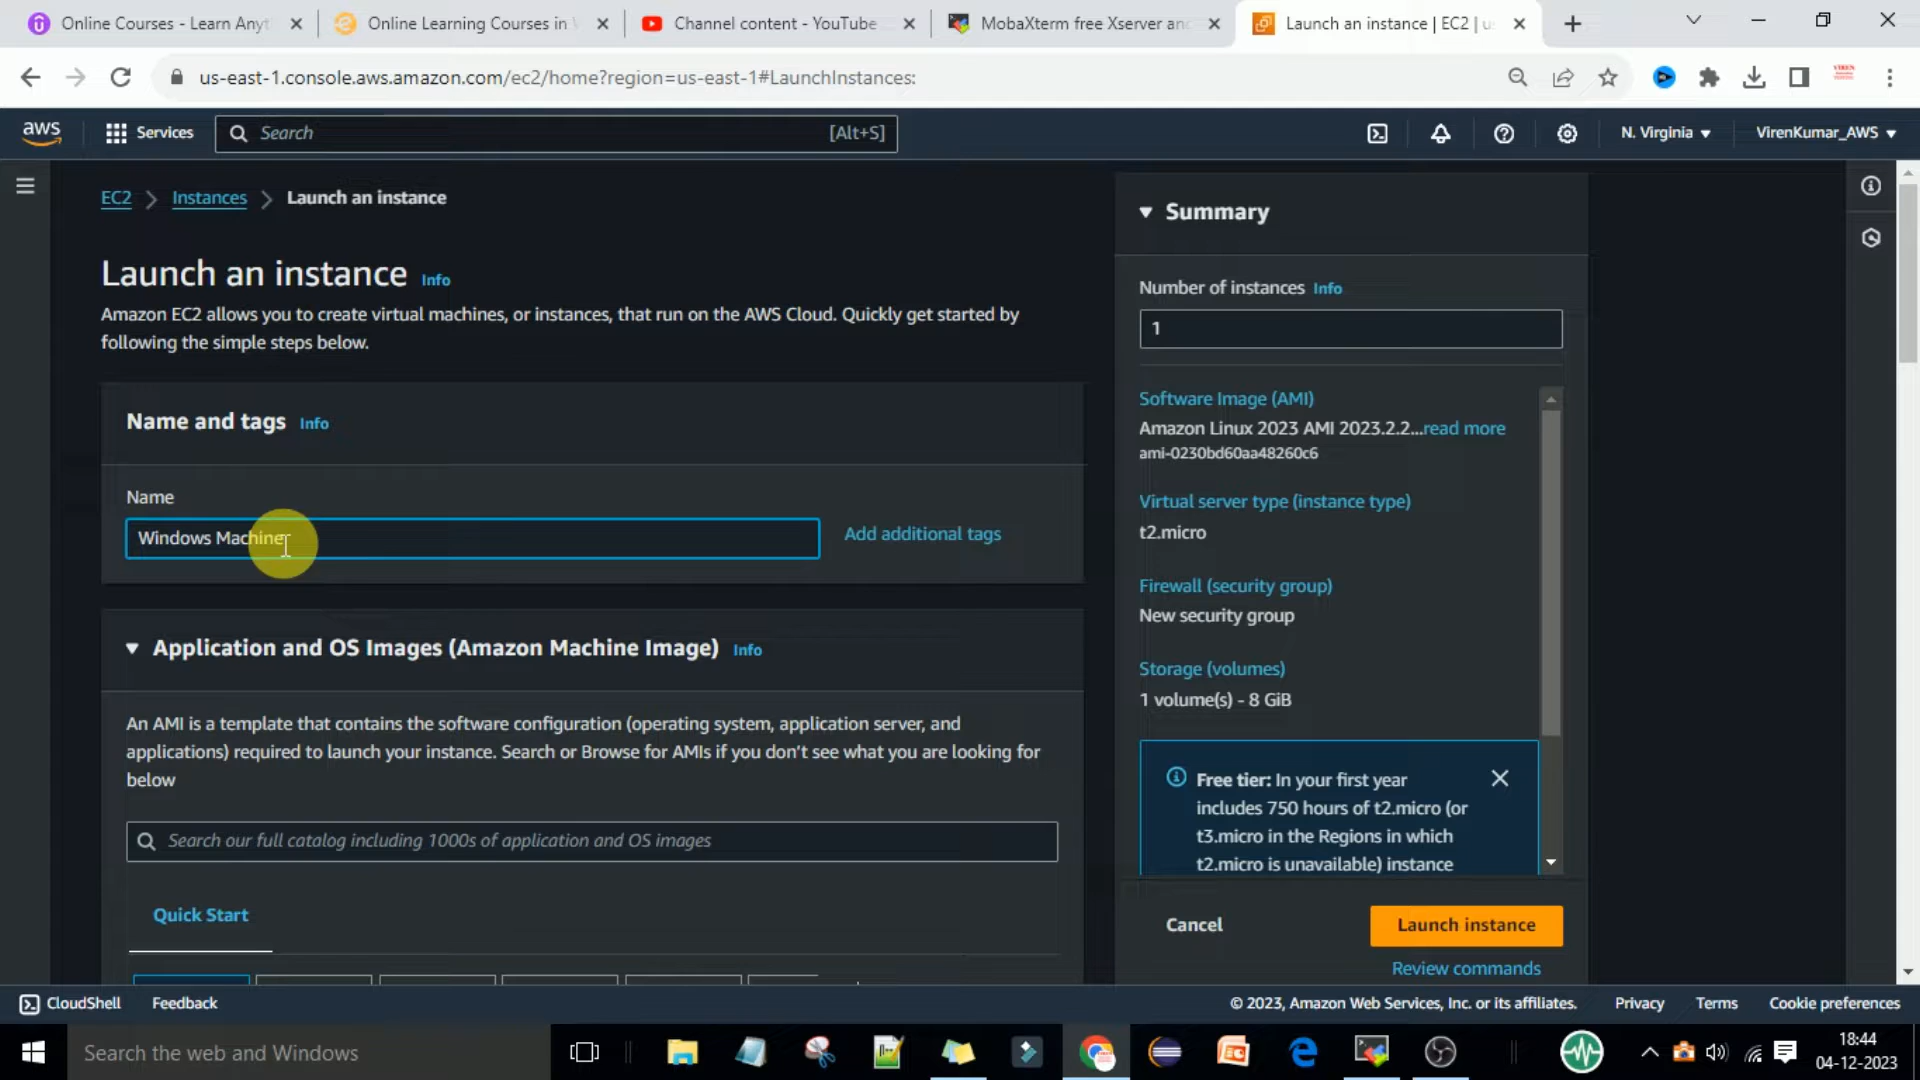 Online Courses - Learn Anyt
Online Learning Courses in
Channel content - YouTube
MobaXterm free Xserver an
Launch an instance | EC2 | us
us-east-1.console.aws.amazon.com/ec2/home?region=us-east-1#LaunchInstances:
aws
Services
Search
[Alt+S]
N. Virginia
VirenKumar_AWS
EC2
Instances
Launch an instance
Launch an instance Info
Amazon EC2 allows you to create virtual machines, or instances, that run on the AWS Cloud. Quickly get started by
following the simple steps below.
Name and tags Info
Name
Windows Machine
Add additional tags
Application and OS Images (Amazon Machine Image) Info
An AMI is a template that contains the software configuration (operating system, application server, and
applications) required to launch your instance. Search or Browse for AMIs if you don't see what you are looking for
below
Search our full catalog including 1000s of application and OS images
Quick Start
Summary
Number of instances Info
1
Software Image (AMI)
Amazon Linux 2023 AMI 2023.2.2...read more
ami-0230bd60aa48260c6
Virtual server type (instance type)
t2.micro
Firewall (security group)
New security group
Storage (volumes)
1 volume(s) - 8 GiB
Free tier: In your first year
includes 750 hours of t2.micro (or
t3.micro in the Regions in which
t2.micro is unavailable) instance
Cancel
Launch instance
Review commands
CloudShell
Feedback
© 2023, Amazon Web Services, Inc. or its affiliates.
Privacy
Terms
Cookie preferences
Search the web and Windows
18:44
04-12-2023